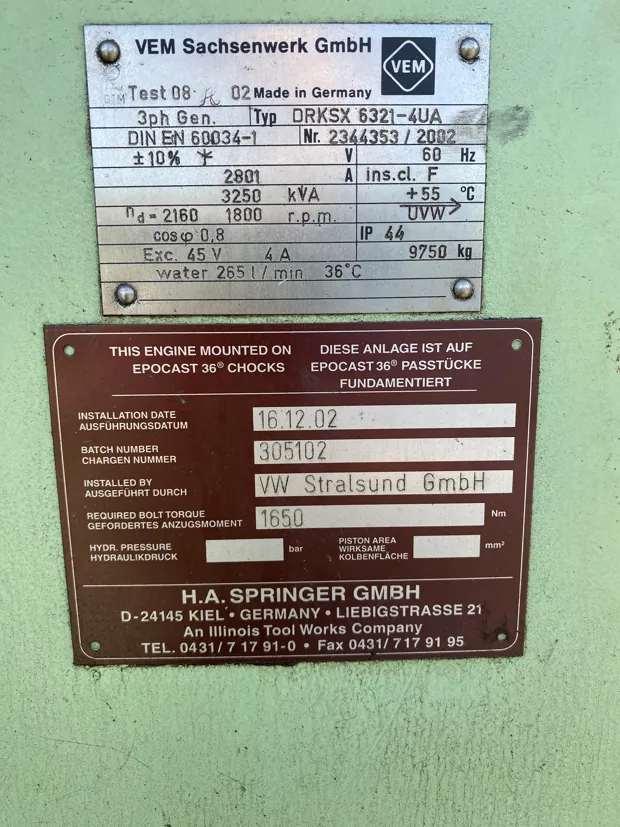 VEM Sachsenwerk GmbH
VEM
Test 08 02 Made in Germany
3ph Gen. Typ DRKSX 6321-4UA
DIN EN 60034-1 Nr. 2344353 / 2002
±10% V 60 Hz
2801 A ins.cl. F
3250 kVA +55 °C
nd = 2160 1800 r.p.m. UVW
cosφ 0,8 IP 44
Exc. 45 V 4 A 9750 kg
water 265 l / min 36°C
THIS ENGINE MOUNTED ON DIESE ANLAGE IST AUF
EPOCAST 36® CHOCKS EPOCAST 36® PASSTÜCKE
FUNDAMENTIERT
INSTALLATION DATE 16.12.02
AUSFÜHRUNGSDATUM
BATCH NUMBER 305102
CHARGEN NUMMER
INSTALLED BY VW Stralsund GmbH
AUSGEFÜHRT DURCH
REQUIRED BOLT TORQUE 1650 Nm
GEFORDERTES ANZUGSMOMENT
HYDR. PRESSURE bar PISTON AREA mm²
HYDRAULIKDRUCK WIRKSAME
KOLBENFLÄCHE
H.A. SPRINGER GMBH
D-24145 KIEL • GERMANY • LIEBIGSTRASSE 21
An Illinois Tool Works Company
TEL. 0431/ 7 17 91-0 • Fax 0431/ 717 91 95